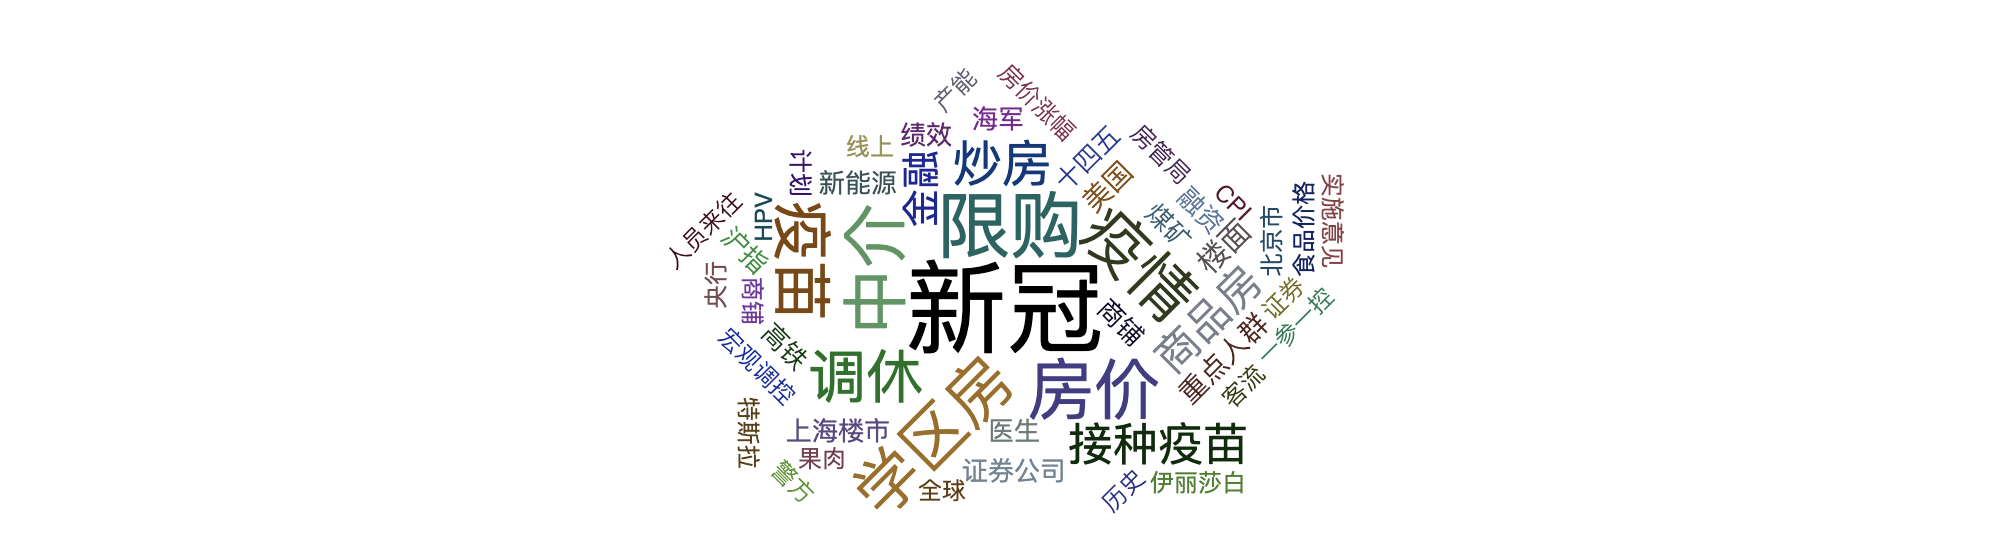 产能
房价涨幅
海军
绩效
线上
炒房
十四五
房管局
计划
新能源
金融
美国
融资
CPI
实施意见
食品价格
北京市
HPV
人员来往
沪指
疫苗
中介
限购
疫情
煤矿
楼面
央行
商铺
新冠
商铺
商品房
证券
一参一控
宏观调控
高铁
调休
学区房
房价
重点人群
客流
特斯拉
上海楼市
果肉
警方
医生
接种疫苗
证券公司
全球
历史
伊丽莎白